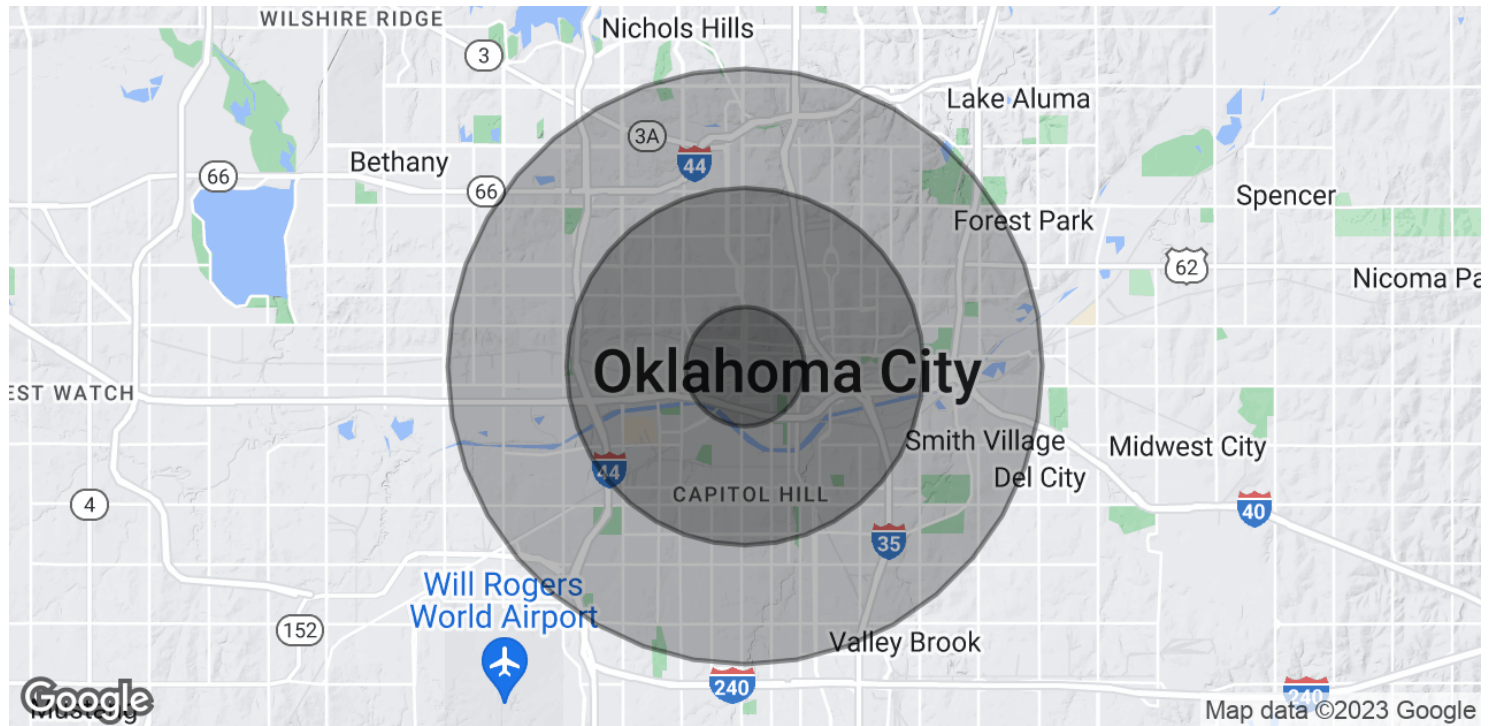 WILSHIRE RIDGE
Nichols Hills
3
Lake Aluma
3A
44
Bethany
66
66
Spencer
Forest Park
62
Nicoma Pa
Oklahoma City
EST WATCH
Smith Village
Midwest City
Del City
44
CAPITOL HILL
4
40
35
Will Rogers
World Airport
152
Valley Brook
240
240
Google
Mustang
Map data ©2023 Google